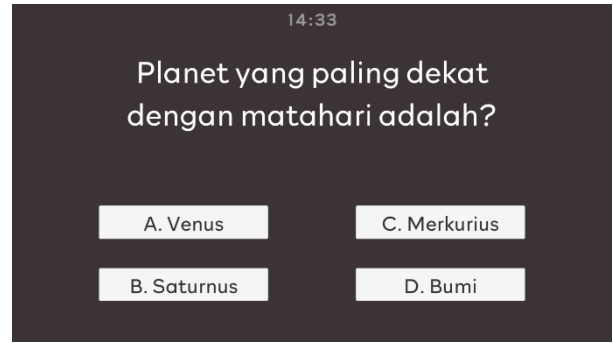 14:33
Planet yang paling dekat
dengan matahari adalah?
A. Venus
C. Merkurius
B. Saturnus
D. Bumi